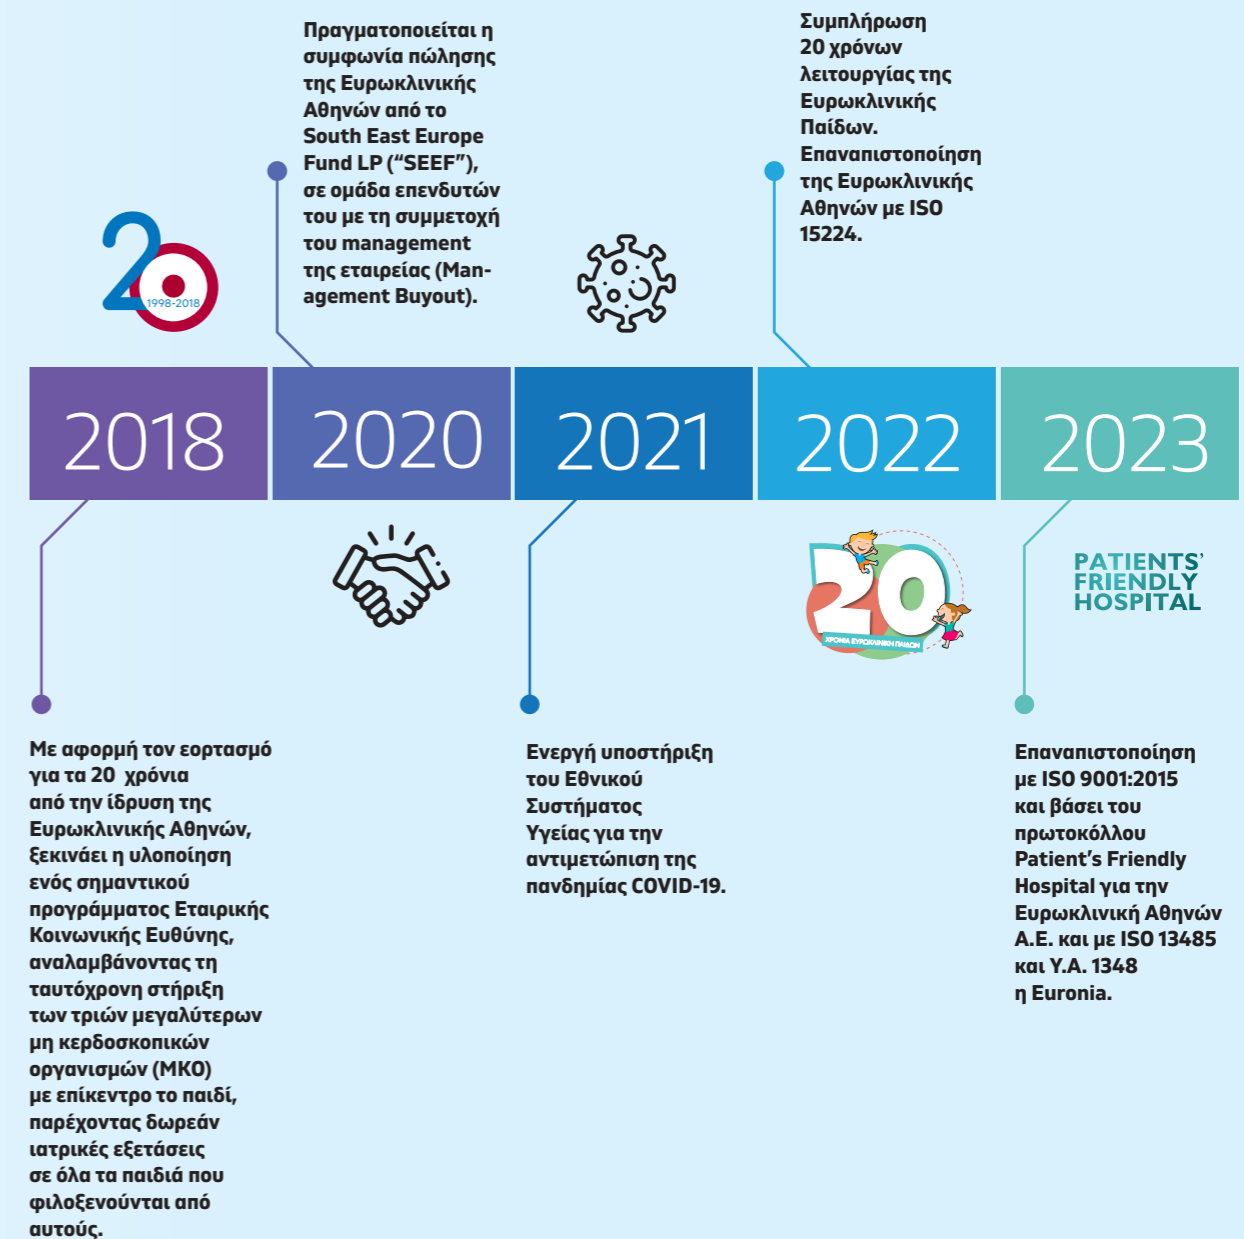 Πραγματοποιείται η
συμφωνία πώλησης
της Ευρωκλινικής
Αθηνών από το
South East Europe
Fund LP (“SEEF”),
σε ομάδα επενδυτών
του με τη συμμετοχή
του management
της εταιρείας (Man-
agement Buyout).
Συμπλήρωση
20 χρόνων
λειτουργίας της
Ευρωκλινικής
Παίδων.
Επαναπιστοποίηση
της Ευρωκλινικής
Αθηνών με ISO
15224.
20
1998-2018
2018
2020
2021
2022
2023
20
ΧΡΟΝΙΑ ΕΥΡΩΚΛΙΝΙΚΗ ΠΑΙΔΩΝ
PATIENTS'
FRIENDLY
HOSPITAL
Με αφορμή τον εορτασμό
για τα 20 χρόνια
από την ίδρυση της
Ευρωκλινικής Αθηνών,
ξεκινάει η υλοποίηση
ενός σημαντικού
προγράμματος Εταιρικής
Κοινωνικής Ευθύνης,
αναλαμβάνοντας τη
ταυτόχρονη στήριξη
των τριών μεγαλύτερων
μη κερδοσκοπικών
οργανισμών (ΜΚΟ)
με επίκεντρο το παιδί,
παρέχοντας δωρεάν
ιατρικές εξετάσεις
σε όλα τα παιδιά που
φιλοξενούνται από
αυτούς.
Ενεργή υποστήριξη
του Εθνικού
Συστήματος
Υγείας για την
αντιμετώπιση της
πανδημίας COVID-19.
Επαναπιστοποίηση
με ISO 9001:2015
και βάσει του
πρωτοκόλλου
Patient’s Friendly
Hospital για την
Ευρωκλινική Αθηνών
Α.Ε. και με ISO 13485
και Υ.Α. 1348
η Euronia.